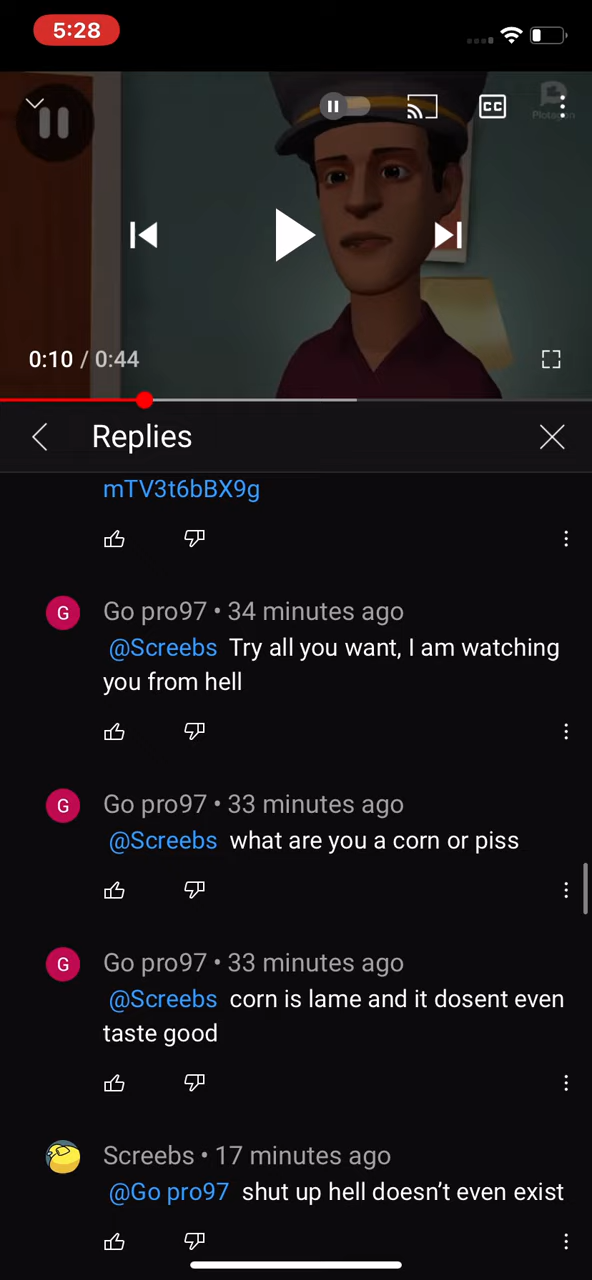 5:28
CC
Plotagon
0:10 / 0:44
Replies
mTV3t6bBX9g
G
Go pro97 • 34 minutes ago
@Screebs Try all you want, I am watching
you from hell
G
Go pro97 • 33 minutes ago
@Screebs what are you a corn or piss
G
Go pro97 • 33 minutes ago
@Screebs corn is lame and it dosent even
taste good
Screebs • 17 minutes ago
@Go pro97 shut up hell doesn’t even exist